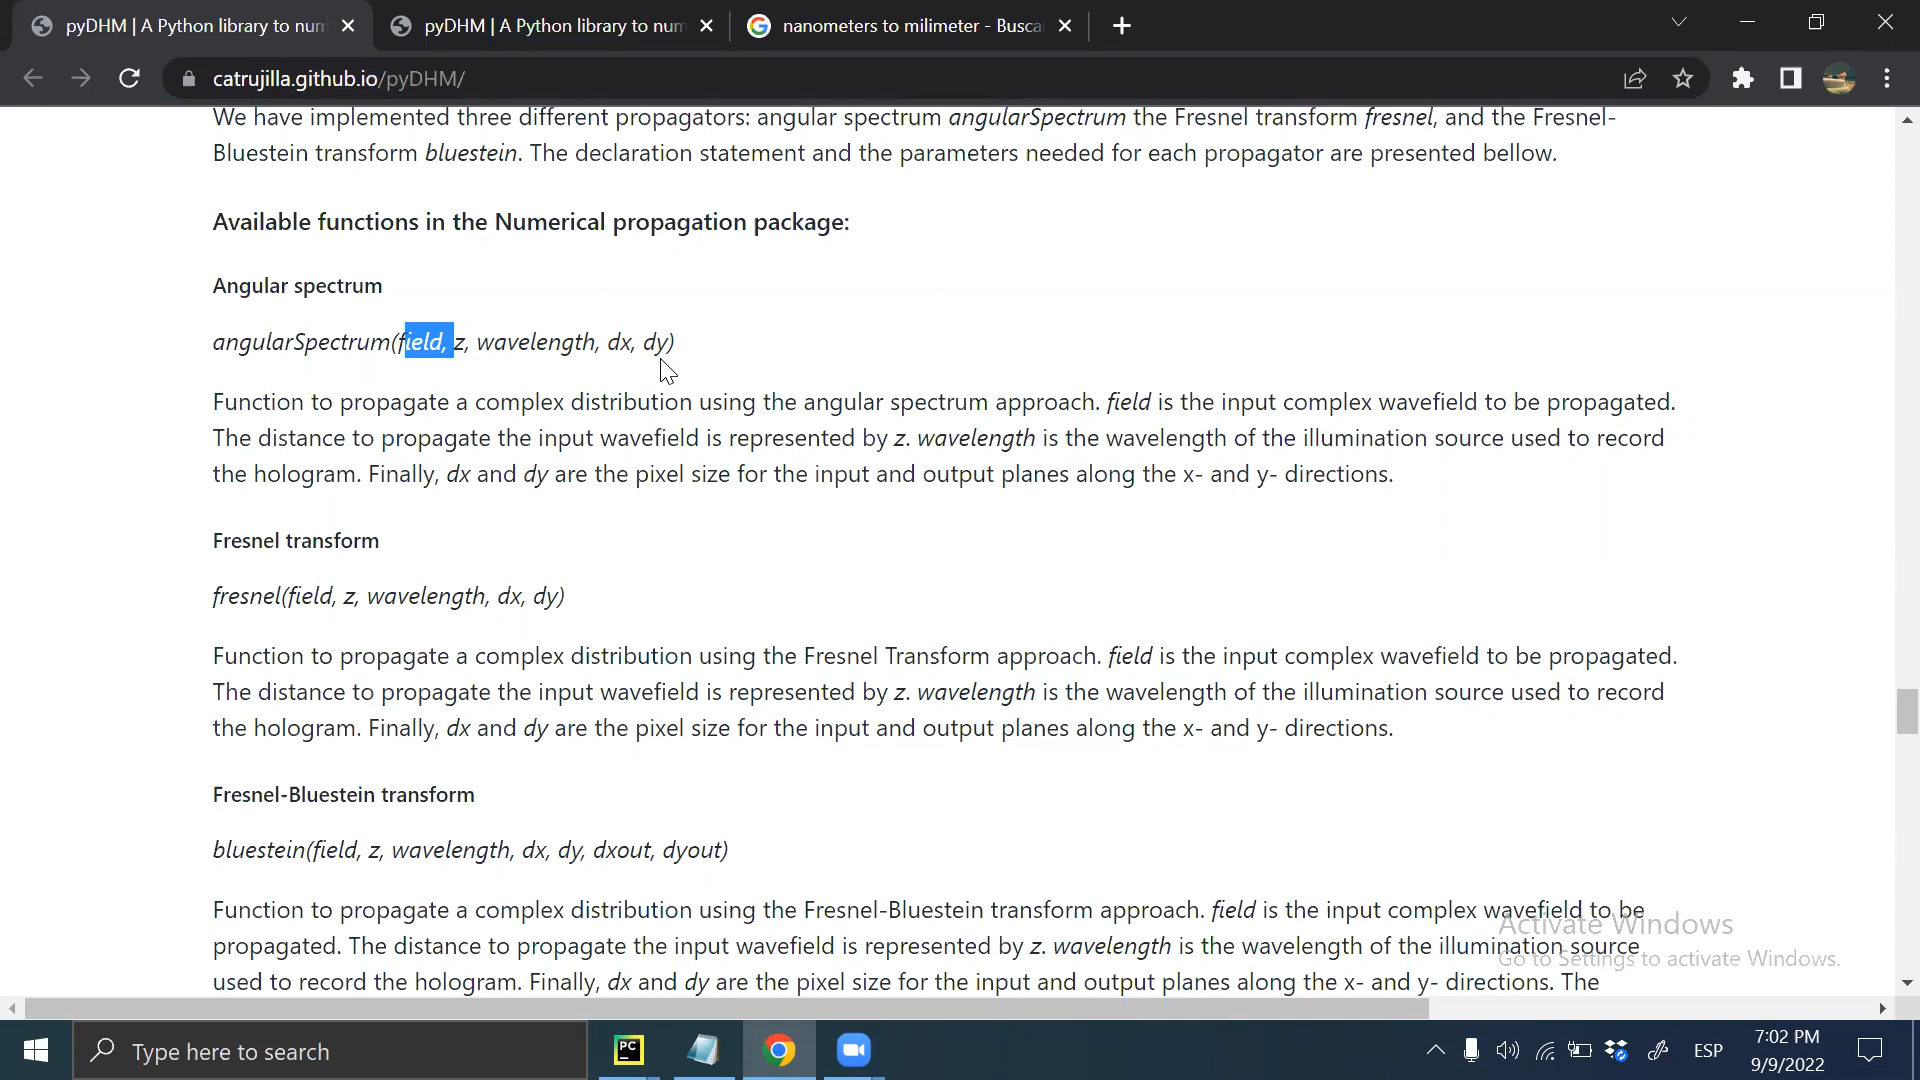 pyDHM | A Python library to num
pyDHM | A Python library to num
nanometers to milimeter - Busca
catrujilla.github.io/pyDHM/
We have implemented three different propagators: angular spectrum angularSpectrum the Fresnel transform fresnel, and the Fresnel-
Bluestein transform bluestein. The declaration statement and the parameters needed for each propagator are presented bellow.
Available functions in the Numerical propagation package:
Angular spectrum
angularSpectrum(field, z, wavelength, dx, dy)
Function to propagate a complex distribution using the angular spectrum approach. field is the input complex wavefield to be propagated.
The distance to propagate the input wavefield is represented by z. wavelength is the wavelength of the illumination source used to record
the hologram. Finally, dx and dy are the pixel size for the input and output planes along the x- and y- directions.
Fresnel transform
fresnel(field, z, wavelength, dx, dy)
Function to propagate a complex distribution using the Fresnel Transform approach. field is the input complex wavefield to be propagated.
The distance to propagate the input wavefield is represented by z. wavelength is the wavelength of the illumination source used to record
the hologram. Finally, dx and dy are the pixel size for the input and output planes along the x- and y- directions.
Fresnel-Bluestein transform
bluestein(field, z, wavelength, dx, dy, dxout, dyout)
Function to propagate a complex distribution using the Fresnel-Bluestein transform approach. field is the input complex wavefield to be
propagated. The distance to propagate the input wavefield is represented by z. wavelength is the wavelength of the illumination source
used to record the hologram. Finally, dx and dy are the pixel size for the input and output planes along the x- and y- directions. The
Activate Windows
Go to Settings to activate Windows.
Type here to search
PC
ESP
7:02 PM
9/9/2022